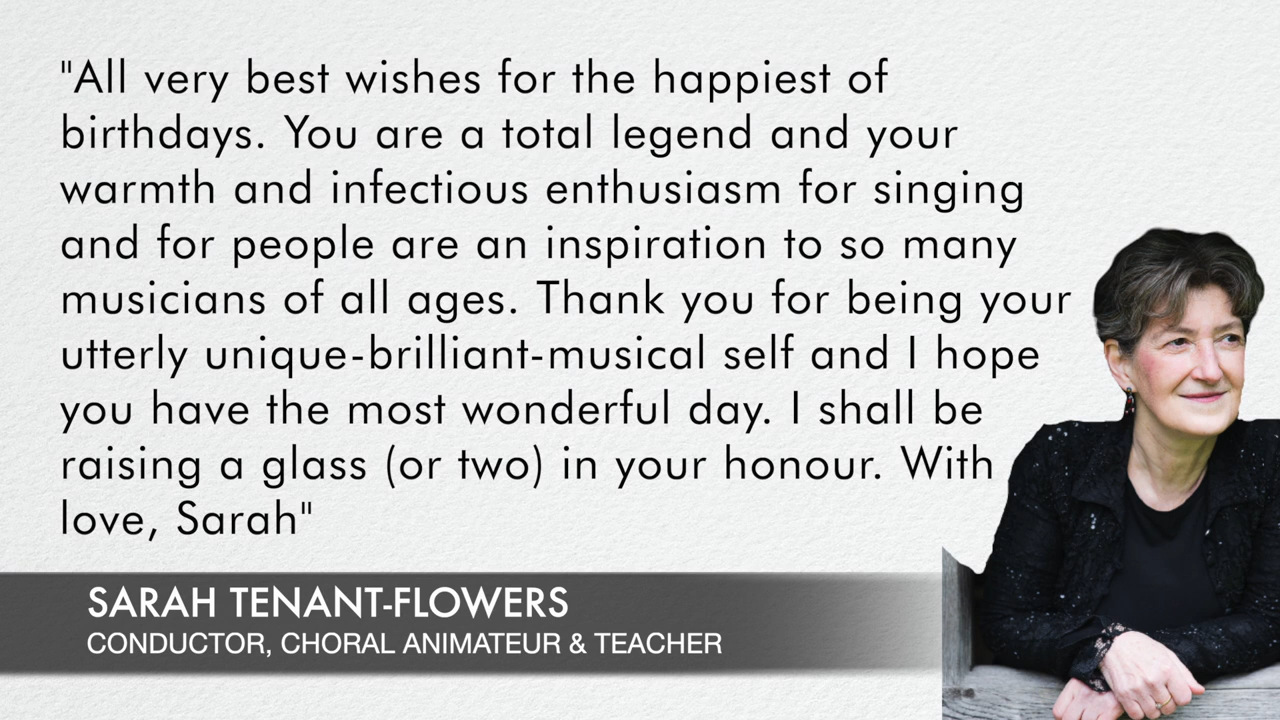 "All very best wishes for the happiest of
birthdays. You are a total legend and your
warmth and infectious enthusiasm for singing
and for people are an inspiration to so many
musicians of all ages. Thank you for being your
utterly unique-brilliant-musical self and I hope
you have the most wonderful day. I shall be
raising a glass (or two) in your honour. With
love, Sarah"
SARAH TENANT-FLOWERS
CONDUCTOR, CHORAL ANIMATEUR & TEACHER